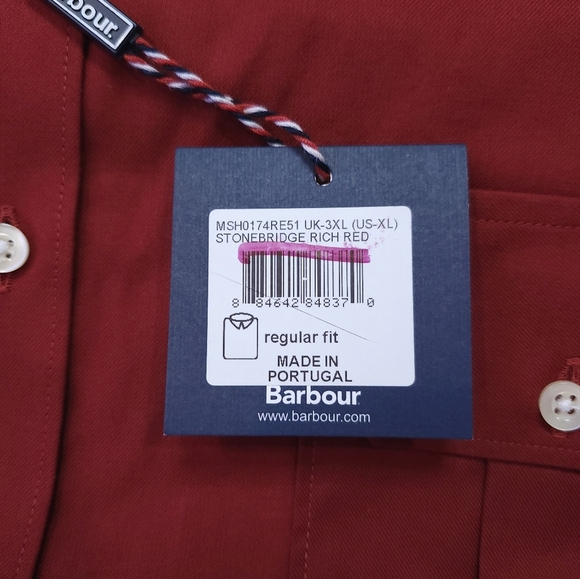 MSH0174RE51 UK-3XL (US-XL)
STONEBRIDGE RICH RED
8 84642 84837 0
regular fit
MADE IN
PORTUGAL
Barbour
www.barbour.com